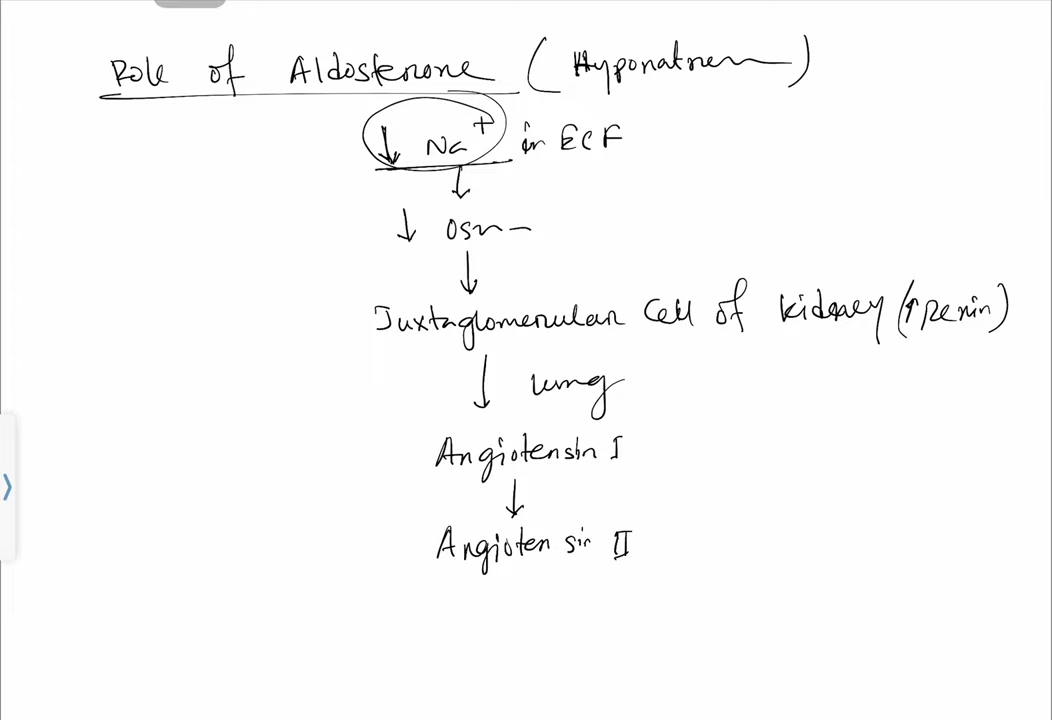 Role of Aldosterone (Hyponatrem)
↓ Na+ in ECF
↓
↓ Osm
↓
Juxtaglomerular Cell of kidney (↑ Renin)
↓ lung
Angiotensin I
↓
Angiotensin II